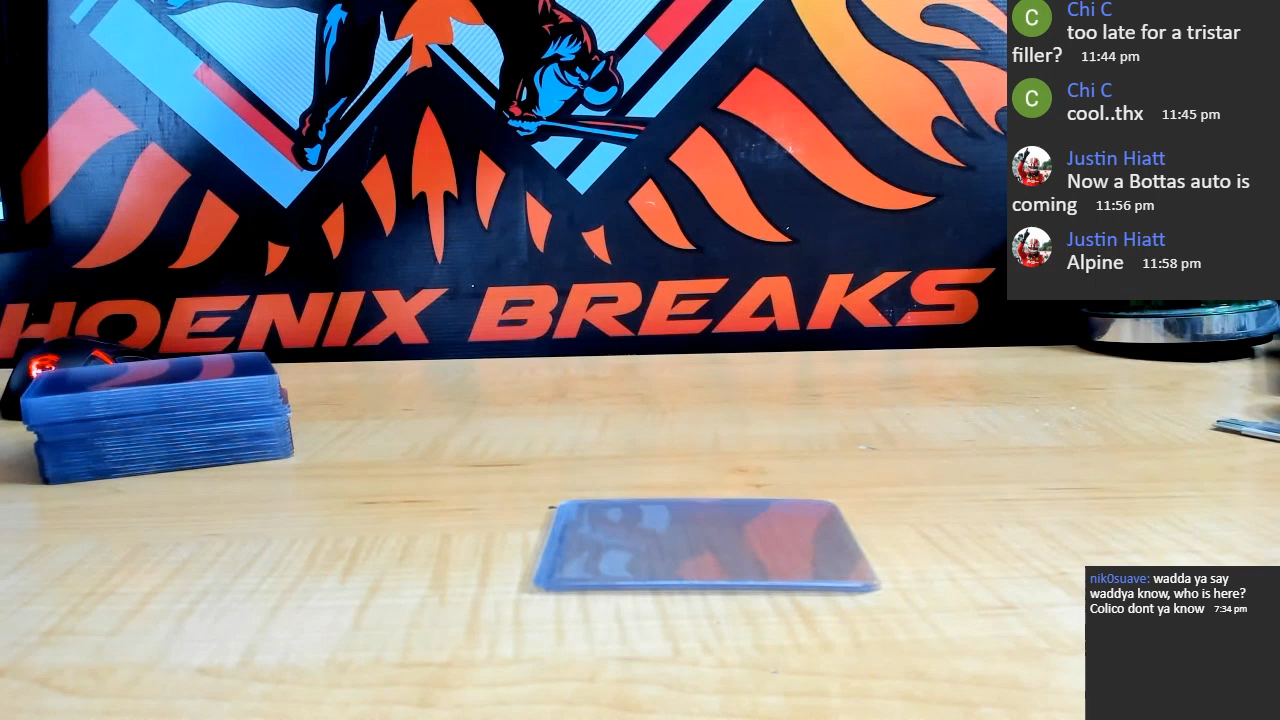 Chi C
too late for a tristar
filler? 11:44 pm
C
Chi C
cool..thx 11:45 pm
C
Justin Hiatt
Now a Bottas auto is
coming 11:56 pm
Justin Hiatt
Alpine 11:58 pm
HOENIX BREAKS
nik0suave: wadda ya say
waddya know, who is here?
Colico dont ya know 7:34 pm